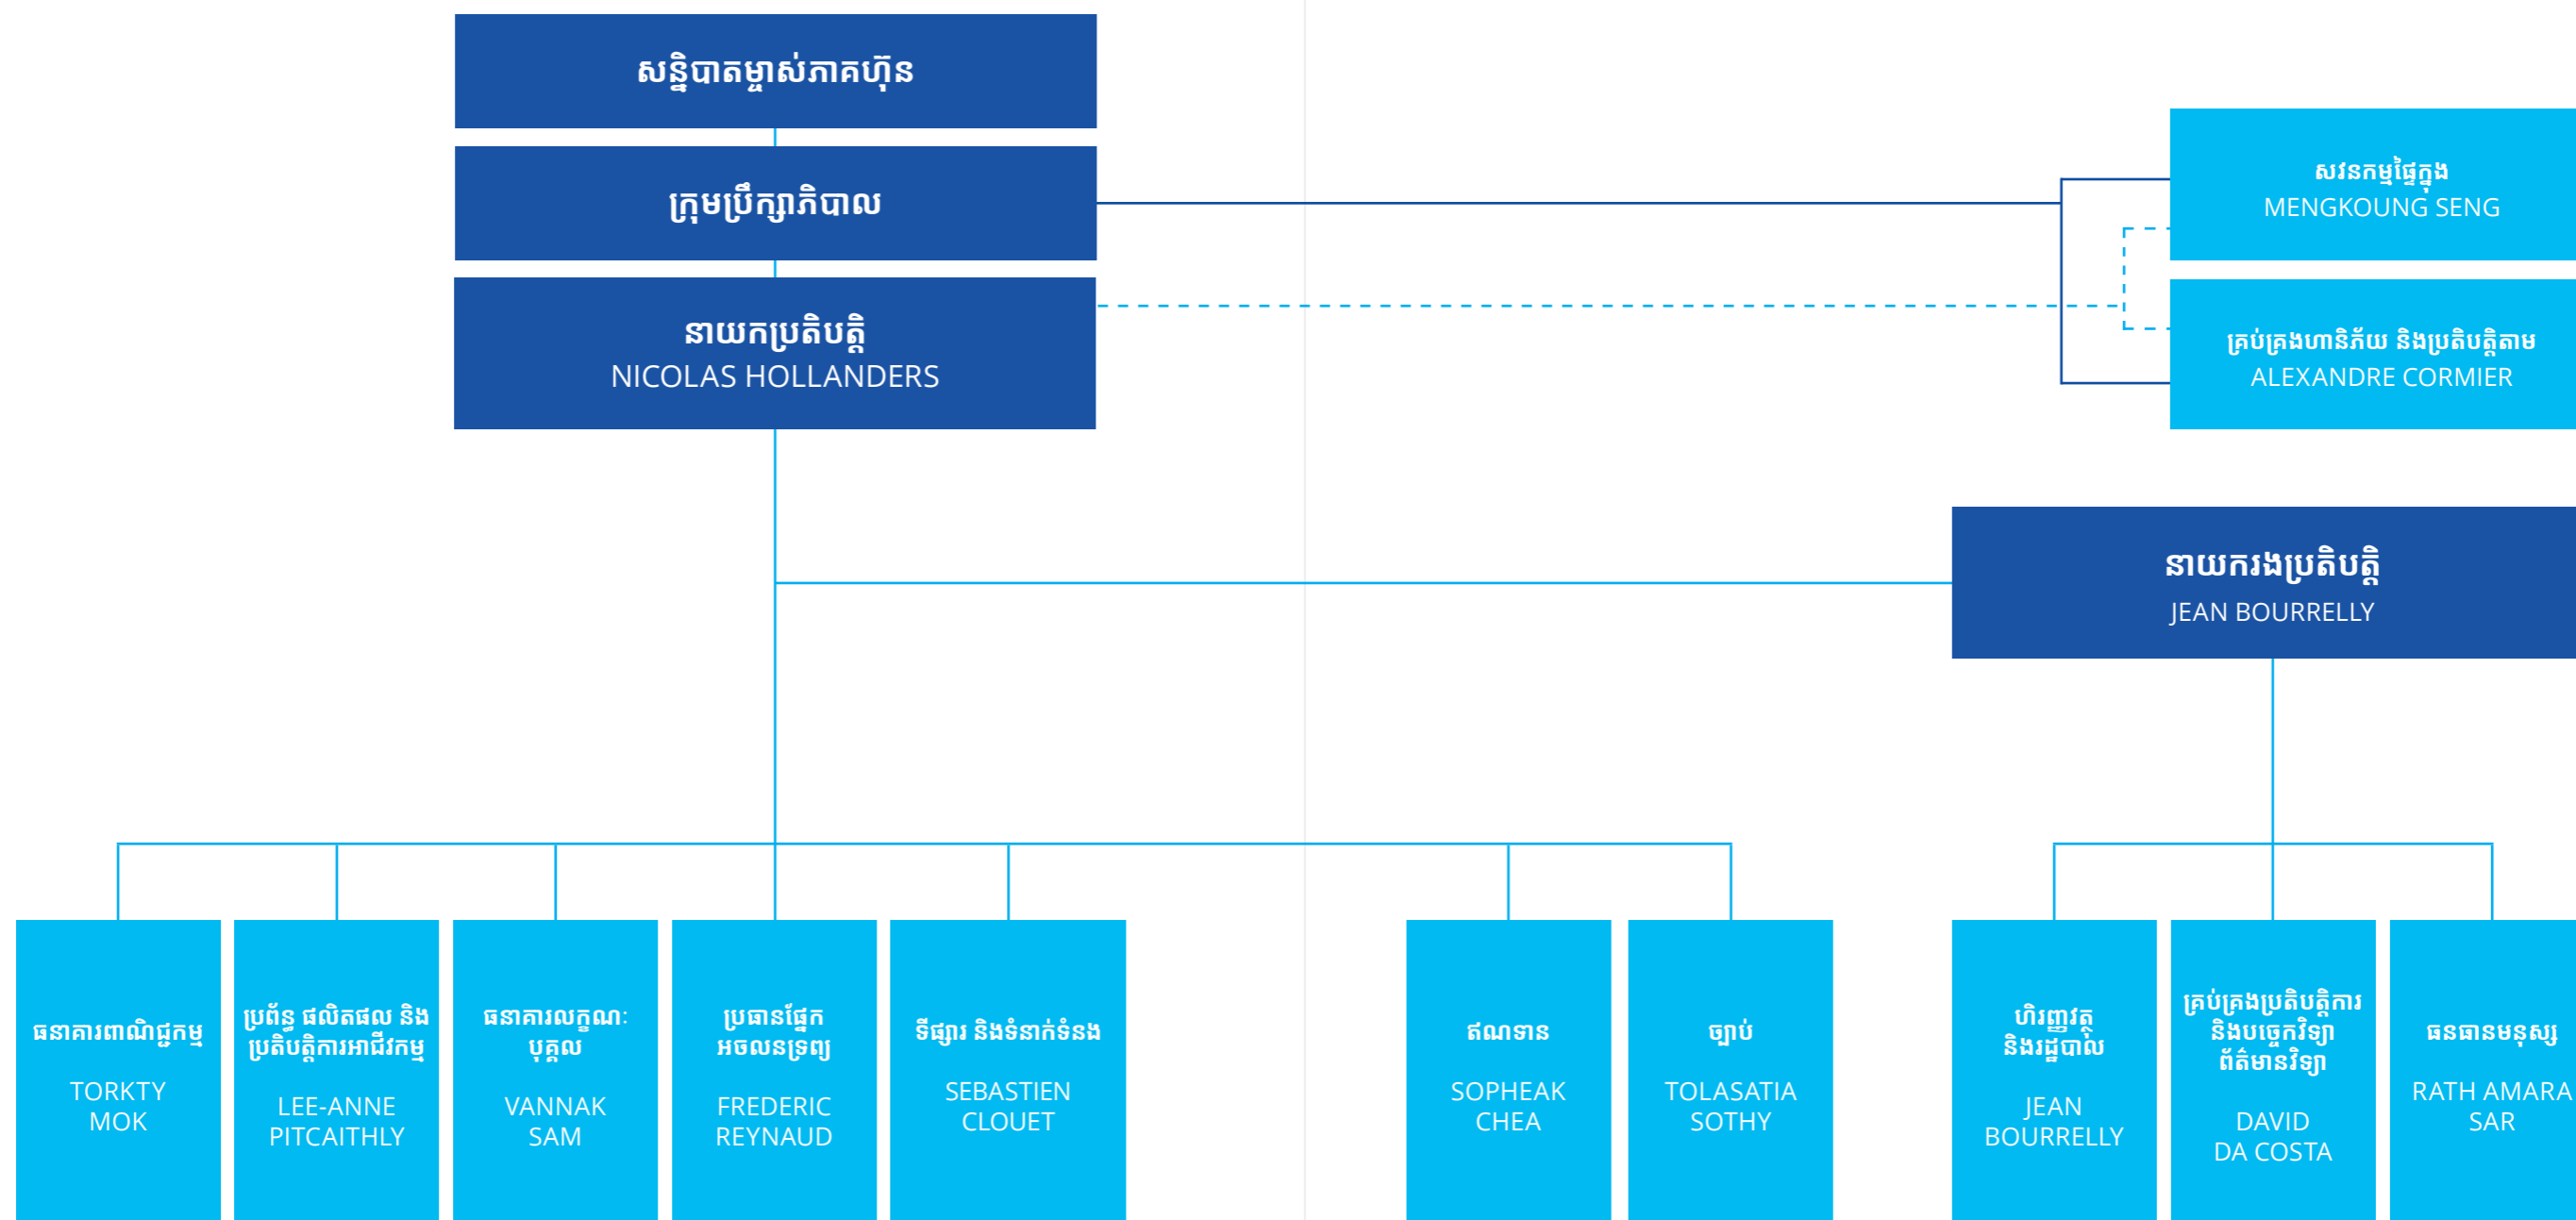 សន្និបាតម្ចាស់ភាគហ៊ុន
ក្រុមប្រឹក្សាភិបាល
នាយកប្រតិបត្តិ
NICOLAS HOLLANDERS
សវនកម្មផ្ទៃក្នុង
MENGKOUNG SENG
គ្រប់គ្រងហានិភ័យ និងប្រតិបត្តិតាម
ALEXANDRE CORMIER
នាយករងប្រតិបត្តិ
JEAN BOURRELLY
ធនាគារពាណិជ្ជកម្ម
TORKTY
MOK
ប្រព័ន្ធ ផលិតផល និង
ប្រតិបត្តិការអាជីវកម្ម
LEE-ANNE
PITCAITHLY
ធនាគារលក្ខណៈ
បុគ្គល
VANNAK
SAM
ប្រធានផ្នែក
អចលនទ្រព្យ
FREDERIC
REYNAUD
ទីផ្សារ និងទំនាក់ទំនង
SEBASTIEN
CLOUET
ឥណទាន
SOPHEAK
CHEA
ច្បាប់
TOLASATIA
SOTHY
ហិរញ្ញវត្ថុ
និងរដ្ឋបាល
JEAN
BOURRELLY
គ្រប់គ្រងប្រតិបត្តិការ
និងបច្ចេកវិទ្យា
ព័ត៌មានវិទ្យា
DAVID
DA COSTA
ធនធានមនុស្ស
RATH AMARA
SAR